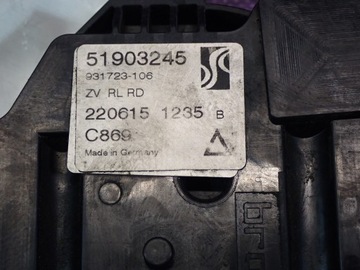 51903245
931723-106
ZV RL RD
220615 1235 B
C869
Made in Germany